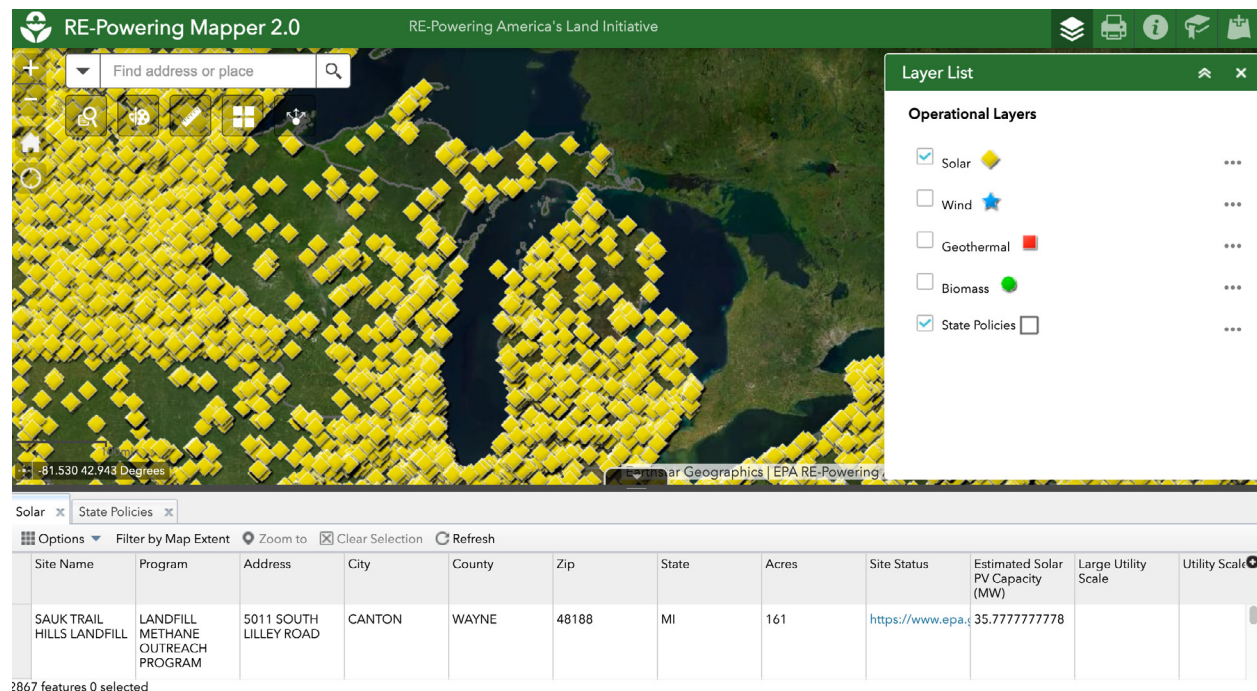 RE-Powering Mapper 2.0
RE-Powering America's Land Initiative
Find address or place
Layer List
Operational Layers
Solar
Wind
Geothermal
Biomass
State Policies
-81.530 42.943 Degrees
Earthstar Geographics | EPA RE-Powering
Solar
State Policies
Options
Filter by Map Extent
Zoom to
Clear Selection
Refresh
Site Name
Program
Address
City
County
Zip
State
Acres
Site Status
Estimated Solar
PV Capacity
(MW)
Large Utility
Scale
Utility Scale
SAUK TRAIL
HILLS LANDFILL
LANDFILL
METHANE
OUTREACH
PROGRAM
5011 SOUTH
LILLEY ROAD
CANTON
WAYNE
48188
MI
161
https://www.epa.g
35.7777777778
2867 features 0 selected